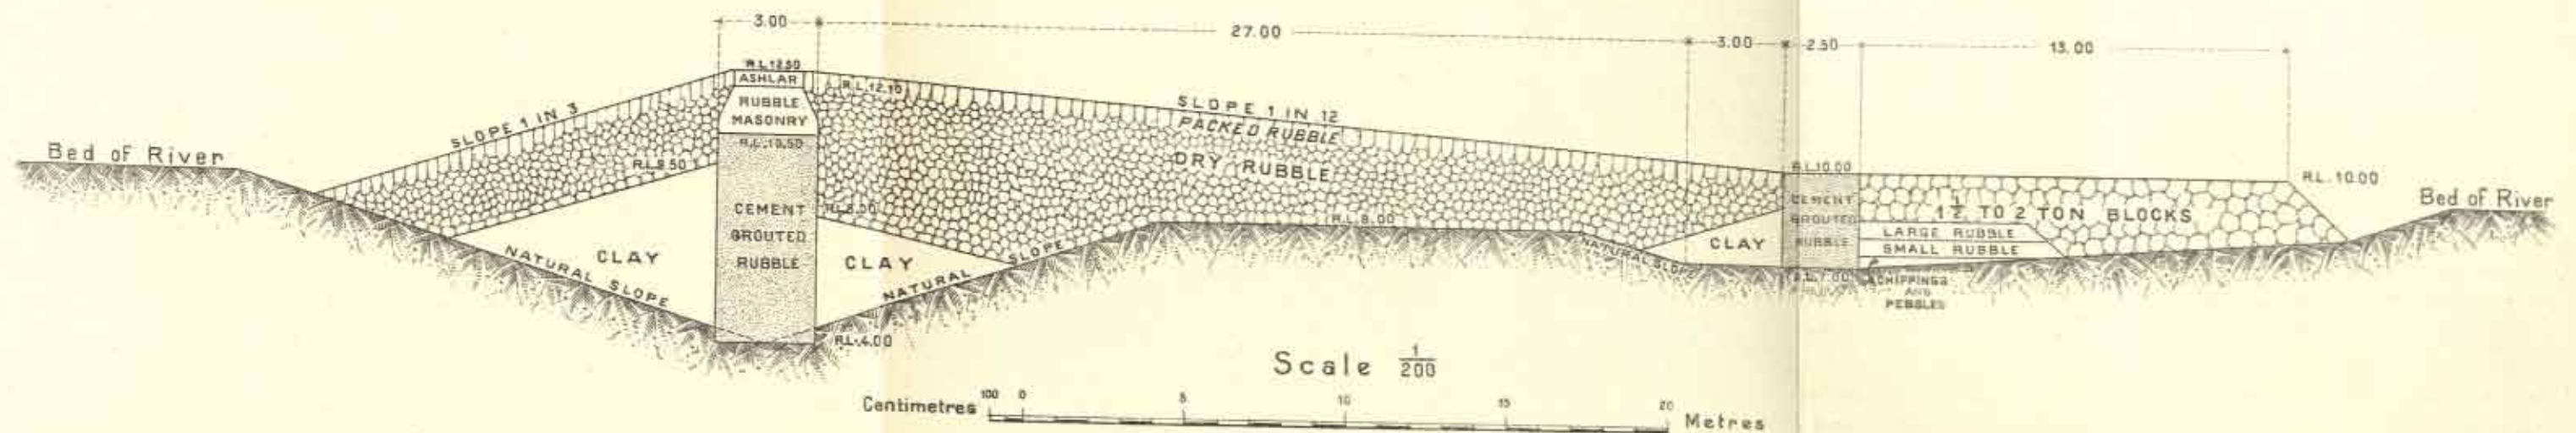 3.00
27.00
3.00
2.50
13.00
R.L.12.50
ASHLAR
R.L.12.10
RUBBLE
MASONRY
SLOPE 1 IN 3
SLOPE 1 IN 12
PACKED RUBBLE
DRY RUBBLE
Bed of River
R.L.9.50
R.L.10.50
R.L.10.00
R.L.10.00
Bed of River
CEMENT
GROUTED
RUBBLE
R.L.8.00
R.L.8.00
CEMENT
GROUTED
RUBBLE
1½ TO 2 TON BLOCKS
LARGE RUBBLE
SMALL RUBBLE
CLAY
CLAY
CLAY
NATURAL SLOPE
NATURAL SLOPE
NATURAL SLOPE
R.L.7.00
CHIPPINGS
AND
PEBBLES
R.L.4.00
Scale 1/200
Centimetres 100 0 5 10 15 20 Metres